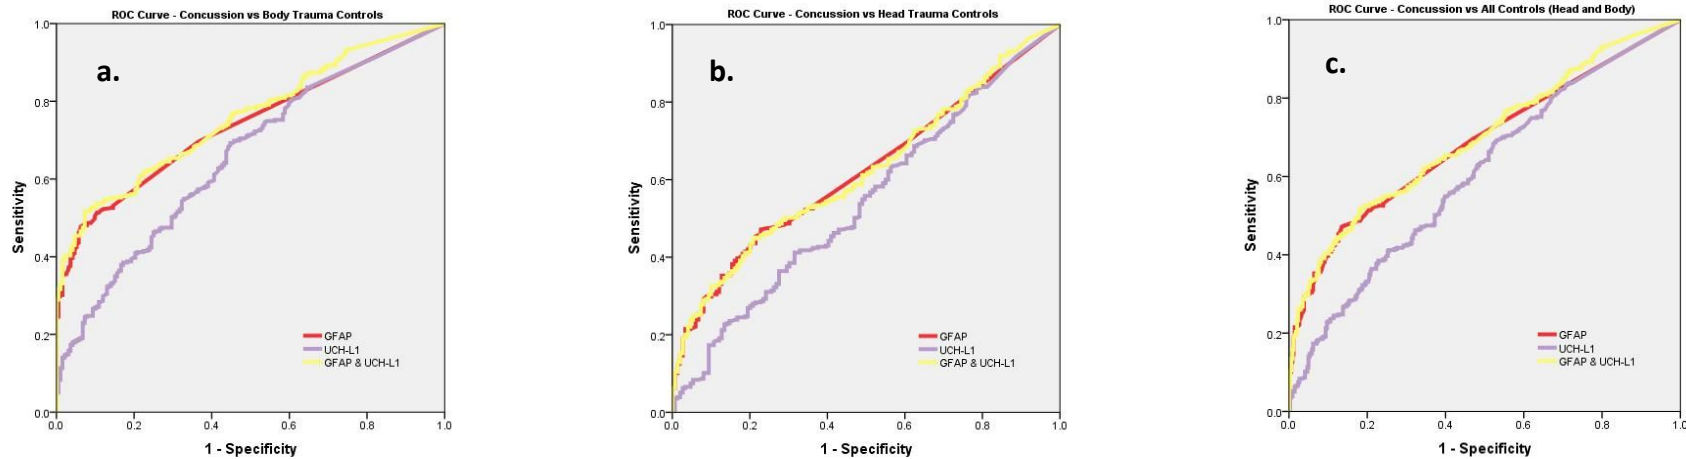 ROC Curve - Concussion vs Body Trauma Controls
a.
1.0
0.8
0.6
0.4
0.2
0.0
Sensitivity
GFAP
UCH-L1
GFAP & UCH-L1
0.0 0.2 0.4 0.6 0.8 1.0
1 - Specificity
ROC Curve - Concussion vs Head Trauma Controls
b.
1.0
0.8
0.6
0.4
0.2
0.0
Sensitivity
GFAP
UCH-L1
GFAP & UCH-L1
0.0 0.2 0.4 0.6 0.8 1.0
1 - Specificity
ROC Curve - Concussion vs All Controls (Head and Body)
c.
1.0
0.8
0.6
0.4
0.2
0.0
Sensitivity
GFAP
UCH-L1
GFAP & UCH-L1
0.0 0.2 0.4 0.6 0.8 1.0
1 - Specificity